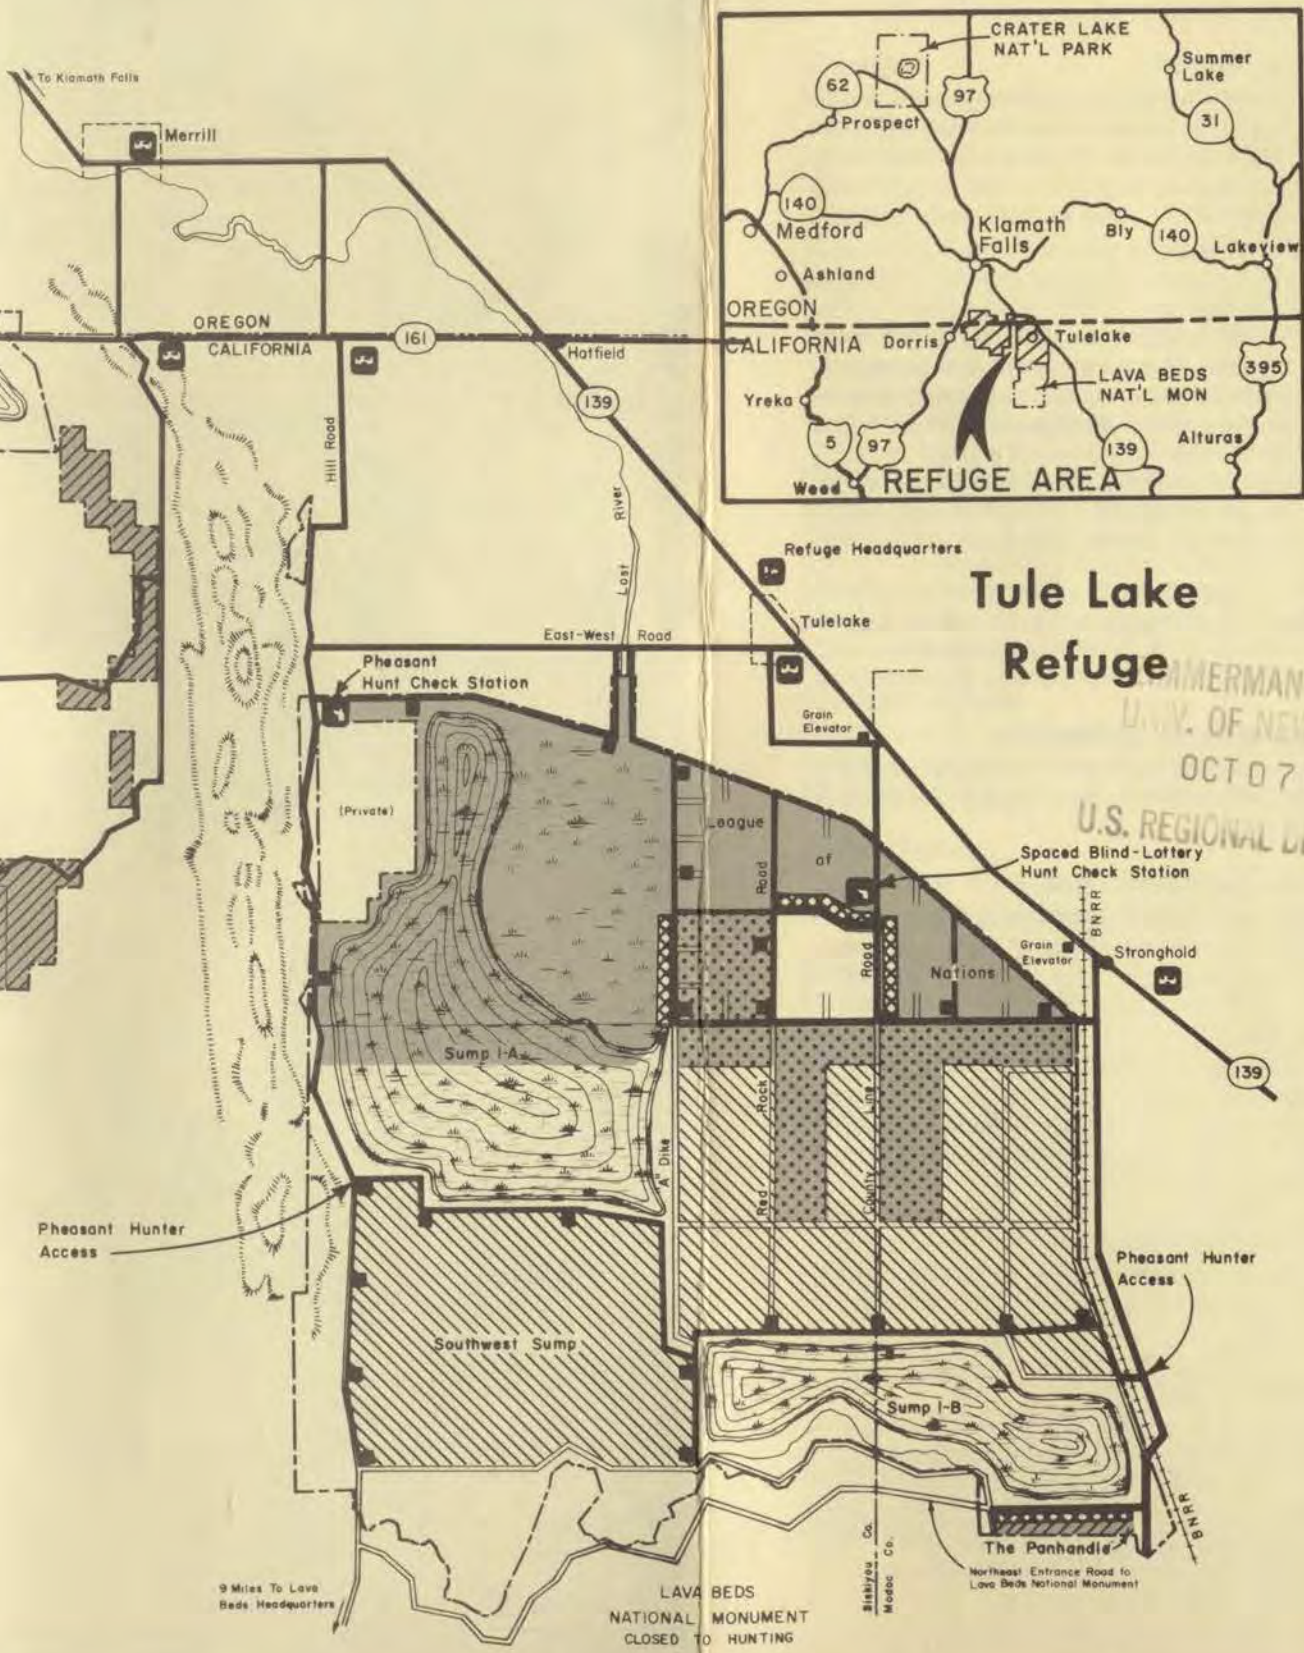 To Klamath Falls
Merrill
OREGON
CALIFORNIA
161
Hatfield
139
Hill Road
Lost River
East-West Road
Refuge Headquarters
Tulelake
Pheasant
Hunt Check Station
Grain
Elevator
(Private)
League
of
Nations
Road
Road
Spaced Blind-Lottery
Hunt Check Station
BNRR
Grain
Elevator
Stronghold
139
Sump I-A
"A" Dike
Red Rock
County Line
Pheasant Hunter
Access
Pheasant Hunter
Access
Southwest Sump
Sump I-B
The Panhandle
BNRR
Northeast Entrance Road to
Lava Beds National Monument
Siskiyou Co.
Modoc Co.
9 Miles To Lava
Beds Headquarters
LAVA BEDS
NATIONAL MONUMENT
CLOSED TO HUNTING
CRATER LAKE
NAT'L PARK
Summer
Lake
62
97
31
Prospect
140
Medford
Klamath
Falls
Bly
140
Lakeview
Ashland
OREGON
CALIFORNIA
Dorris
Tulelake
395
LAVA BEDS
NAT'L MON
Yreka
5
97
139
Alturas
Weed
REFUGE AREA
Tule Lake
Refuge
UNIV. OF NEW
OCT 07
U.S. REGIONAL